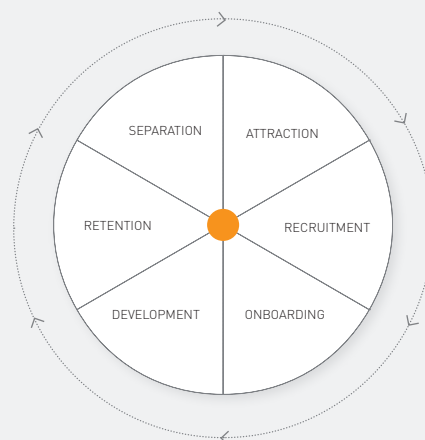 SEPARATION
ATTRACTION
RETENTION
RECRUITMENT
DEVELOPMENT
ONBOARDING